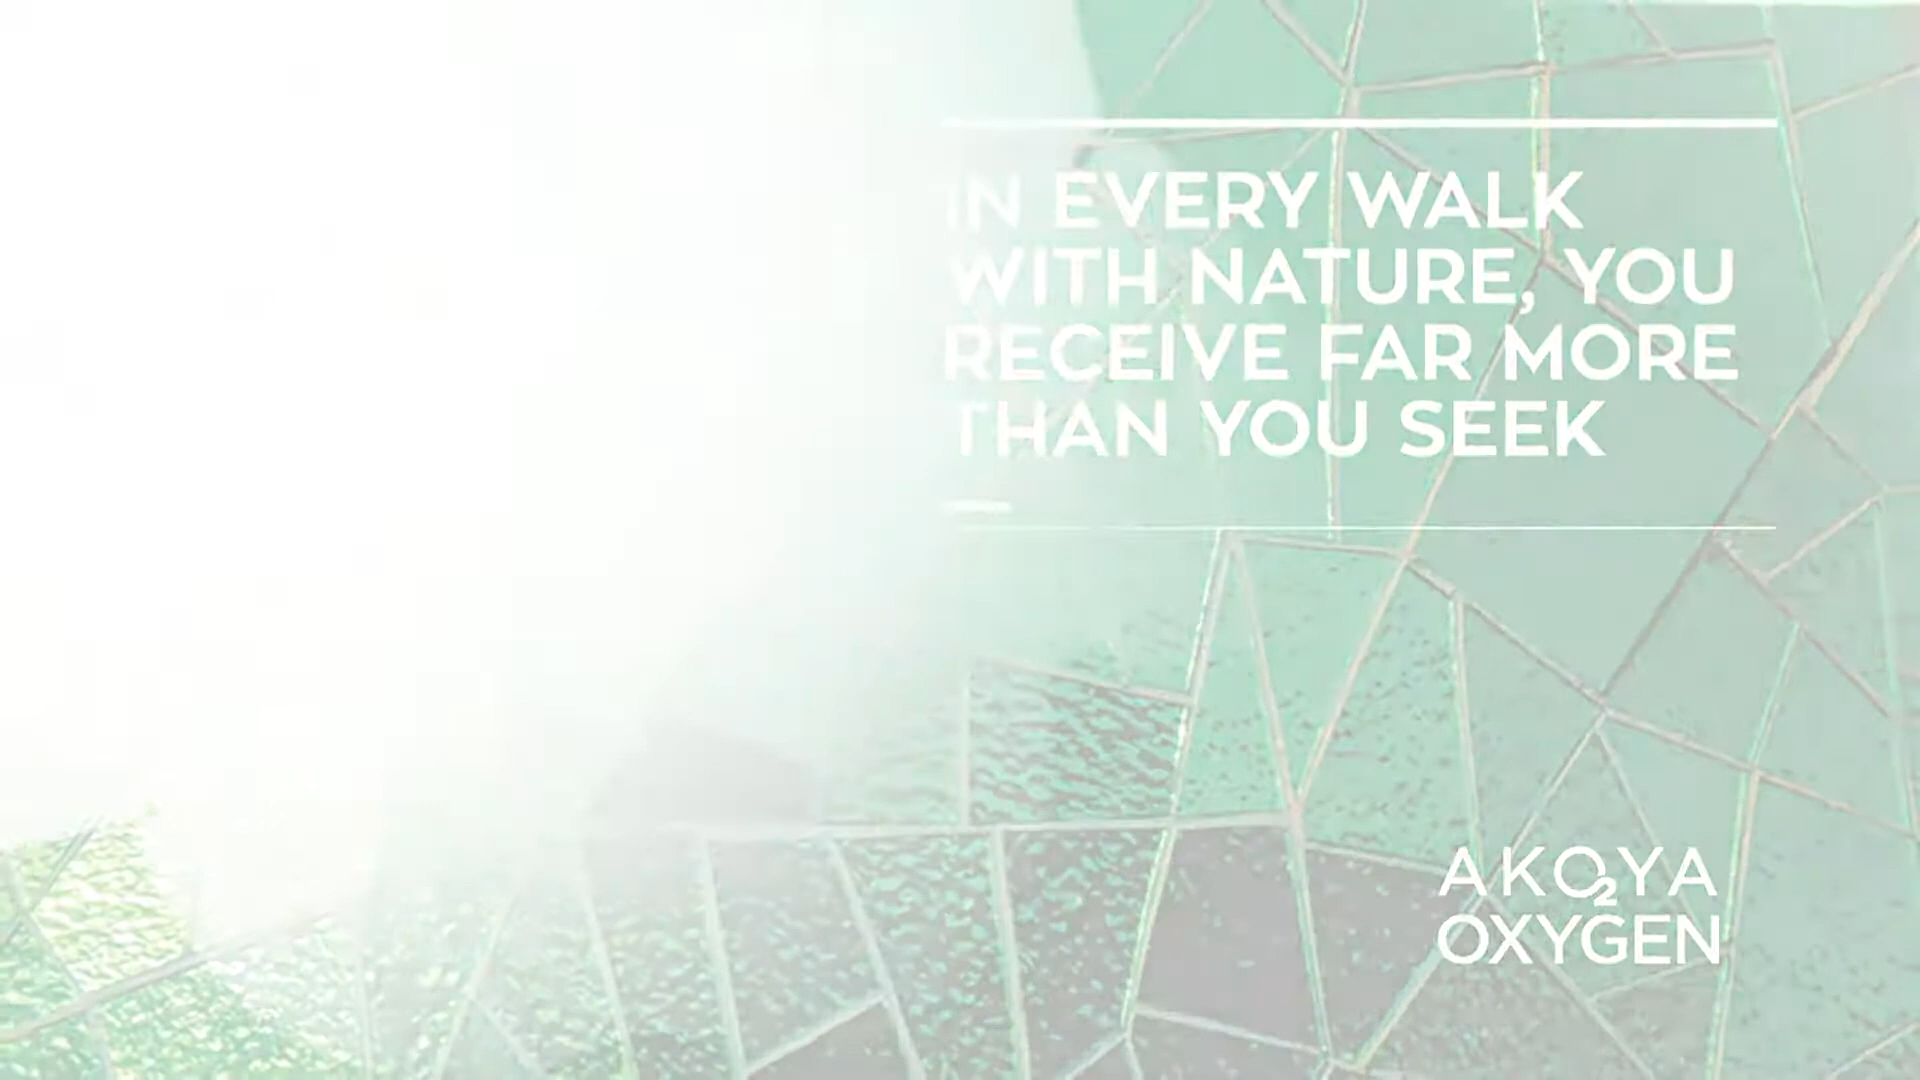 IN EVERY WALK
WITH NATURE, YOU
RECEIVE FAR MORE
THAN YOU SEEK
AKO2YA
OXYGEN